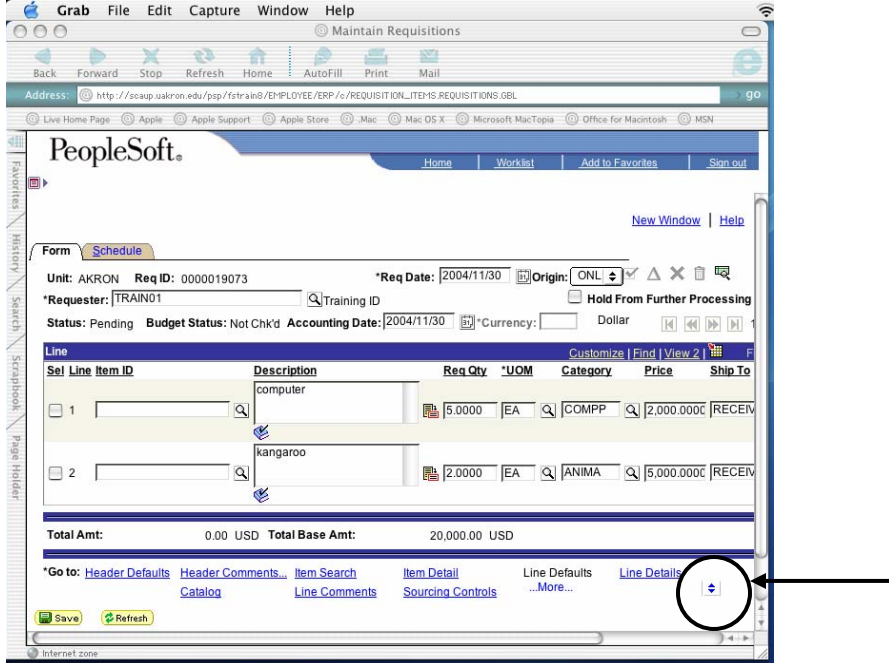 Grab File Edit Capture Window Help
Maintain Requisitions
Back Forward Stop Refresh Home AutoFill Print Mail
Address: http://scaup.uakron.edu/psp/fstrain8/EMPLOYEE/ERP/c/REQUISITION_ITEMS.REQUISITIONS.GBL go
Live Home Page Apple Apple Support Apple Store .Mac Mac OS X Microsoft MacTopia Office for Macintosh MSN
Favorites
History
Search
Scrapbook
Page Holder
PeopleSoft.
Home Worklist Add to Favorites Sign out
New Window | Help
Form Schedule
Unit: AKRON Req ID: 0000019073 *Req Date: 2004/11/30 Origin: ONL
*Requester: TRAIN01 Training ID Hold From Further Processing
Status: Pending Budget Status: Not Chk'd Accounting Date: 2004/11/30 *Currency: Dollar 1
Line Customize | Find | View 2 | F
Sel Line Item ID Description Req Qty *UOM Category Price Ship To
1 computer 5.0000 EA COMPP 2,000.0000 RECEIV
2 kangaroo 2.0000 EA ANIMA 5,000.0000 RECEIV
Total Amt: 0.00 USD Total Base Amt: 20,000.00 USD
*Go to: Header Defaults Header Comments... Item Search Item Detail Line Defaults Line Details
Catalog Line Comments Sourcing Controls ...More...
Save Refresh
Internet zone